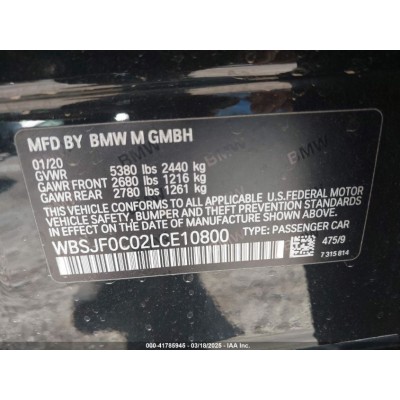 MFD BY BMW M GMBH
01/20
GVWR 5380 lbs 2440 kg
GAWR FRONT 2680 lbs 1216 kg
GAWR REAR 2780 lbs 1261 kg
THIS VEHICLE CONFORMS TO ALL APPLICABLE U.S. FEDERAL MOTOR
VEHICLE SAFETY, BUMPER, AND THEFT PREVENTION STANDARDS
IN EFFECT ON THE DATE OF MANUFACTURE SHOWN ABOVE.
WBSJF0C02LCE10800 TYPE: PASSENGER CAR
475/9
7 315 814
000-41785945 - 03/18/2025 - IAA Inc.